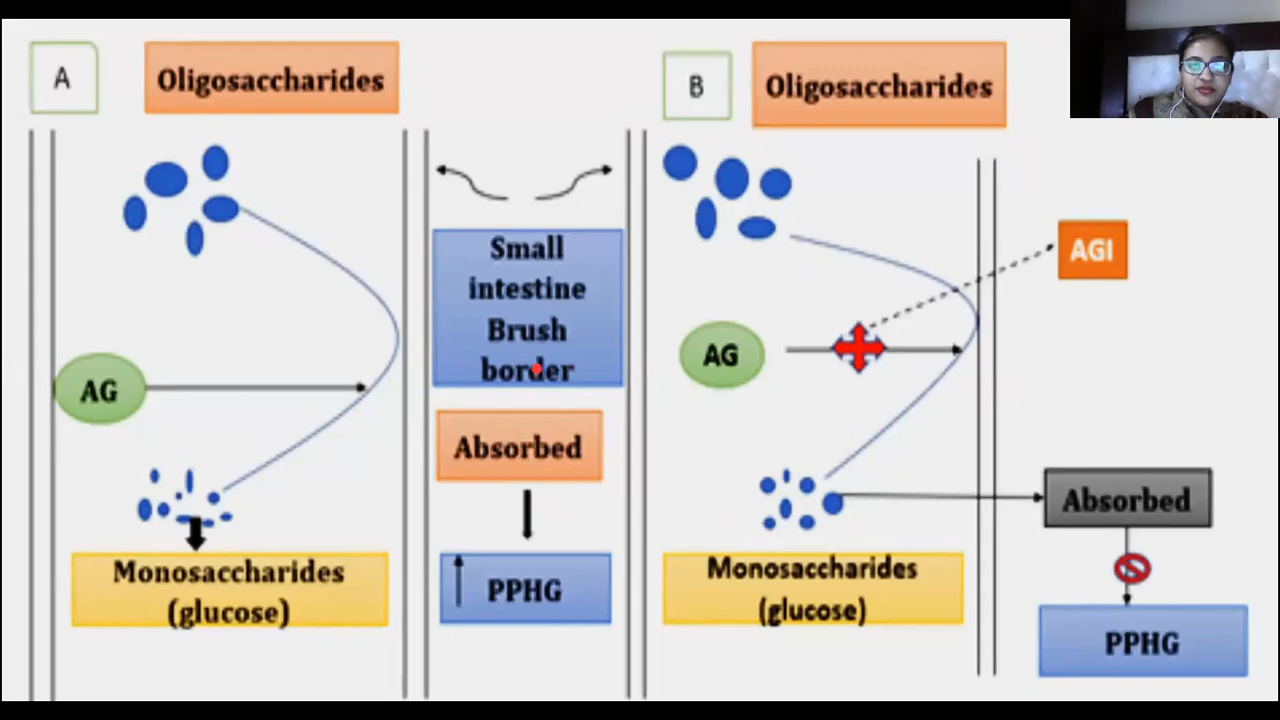 A
Oligosaccharides
AG
Monosaccharides
(glucose)
Small
intestine
Brush
border
Absorbed
PPHG
B
Oligosaccharides
AGI
AG
Absorbed
Monosaccharides
(glucose)
PPHG